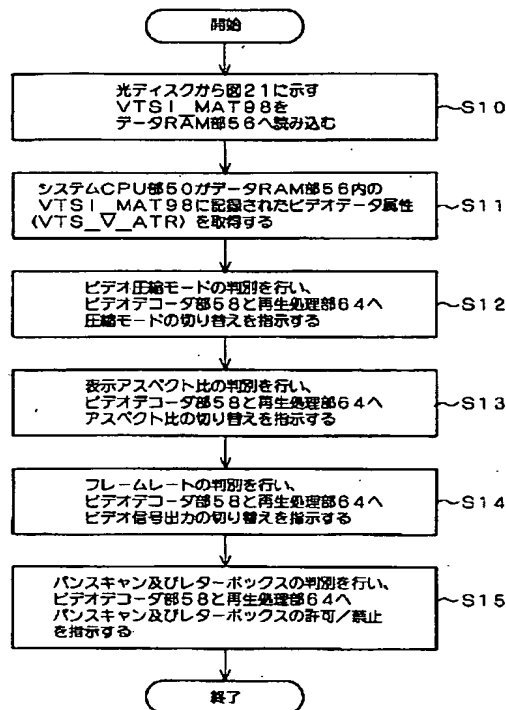 開始
光ディスクから図21に示す
VTSI_MAT98を
データRAM部56へ読み込む
S10
システムCPU部50がデータRAM部56内の
VTSI_MAT98に記録されたビデオデータ属性
(VTS_V_ATR)を取得する
S11
ビデオ圧縮モードの判別を行い、
ビデオデコーダ部58と再生処理部64へ
圧縮モードの切り替えを指示する
S12
表示アスペクト比の判別を行い、
ビデオデコーダ部58と再生処理部64へ
アスペクト比の切り替えを指示する
S13
フレームレートの判別を行い、
ビデオデコーダ部58と再生処理部64へ
ビデオ信号出力の切り替えを指示する
S14
パンスキャン及びレターボックスの判別を行い、
ビデオデコーダ部58と再生処理部64へ
パンスキャン及びレターボックスの許可/禁止
を指示する
S15
終了